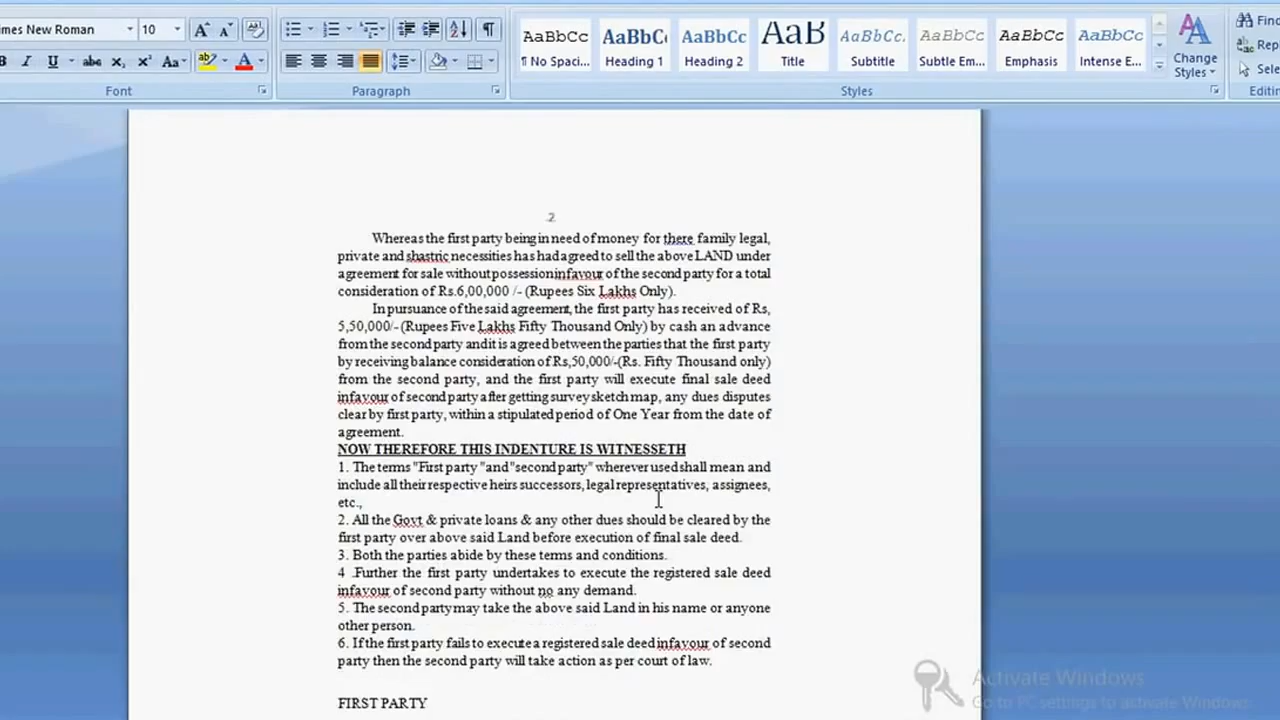 imes New Roman 10
Font
Paragraph
AaBbCc AaBbC AaBbCc AaB AaBbCc AaBbCc AaBbCc AaBbCc
¶ No Spaci... Heading 1 Heading 2 Title Subtitle Subtle Em... Emphasis Intense E...
Change
Styles
Styles
Find
Rep
Sele
Editin
2
Whereas the first party being in need of money for there family legal,
private and shastric necessities has had agreed to sell the above LAND under
agreement for sale without possession infavour of the second party for a total
consideration of Rs.6,00,000 /- (Rupees Six Lakhs Only).
In pursuance of the said agreement, the first party has received of Rs,
5,50,000/- (Rupees Five Lakhs Fifty Thousand Only) by cash an advance
from the second party and it is agreed between the parties that the first party
by receiving balance consideration of Rs,50,000/-(Rs. Fifty Thousand only)
from the second party, and the first party will execute final sale deed
infavour of second party after getting survey sketch map, any dues disputes
clear by first party, within a stipulated period of One Year from the date of
agreement.
NOW THEREFORE THIS INDENTURE IS WITNESSETH
1. The terms "First party "and "second party" wherever used shall mean and
include all their respective heirs successors, legal representatives, assignees,
etc.,
2. All the Govt & private loans & any other dues should be cleared by the
first party over above said Land before execution of final sale deed.
3. Both the parties abide by these terms and conditions.
4 .Further the first party undertakes to execute the registered sale deed
infavour of second party without no any demand.
5. The second party may take the above said Land in his name or anyone
other person.
6. If the first party fails to execute a registered sale deed infavour of second
party then the second party will take action as per court of law.
FIRST PARTY
Activate Windows
Go to PC settings to activate Windows.